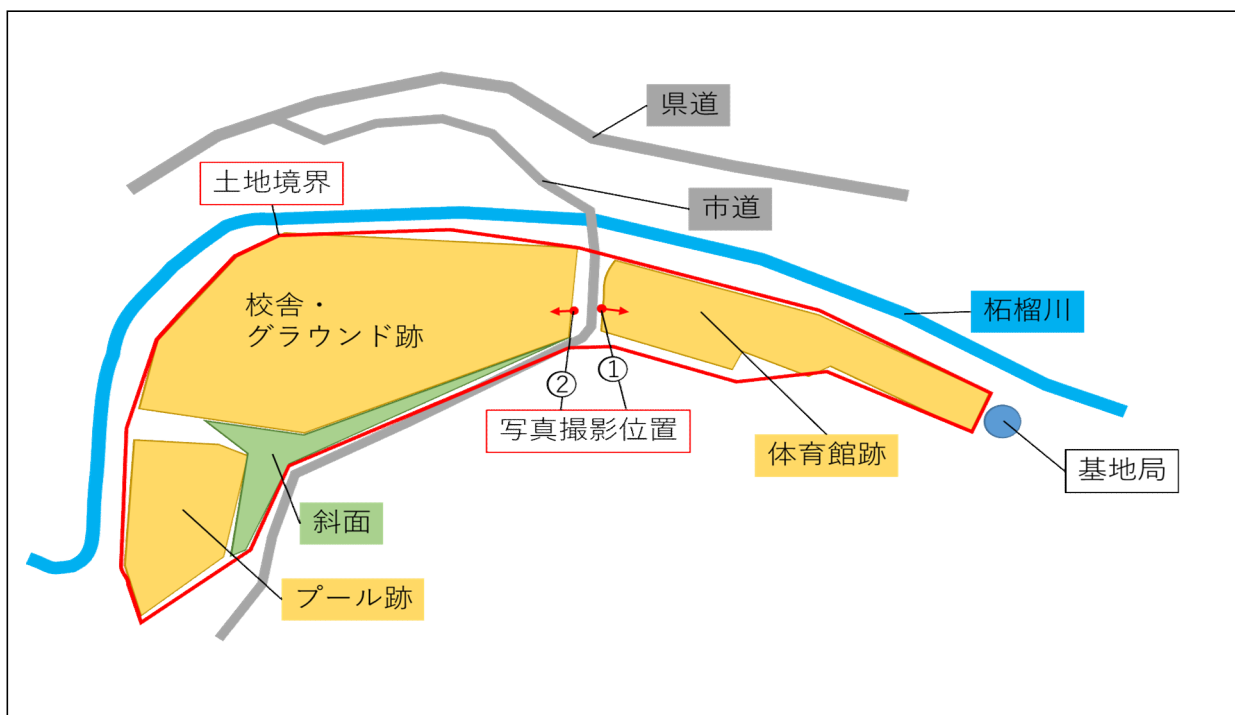 県道
土地境界
市道
校舎・
グラウンド跡
柘榴川
②
①
写真撮影位置
体育館跡
基地局
斜面
プール跡